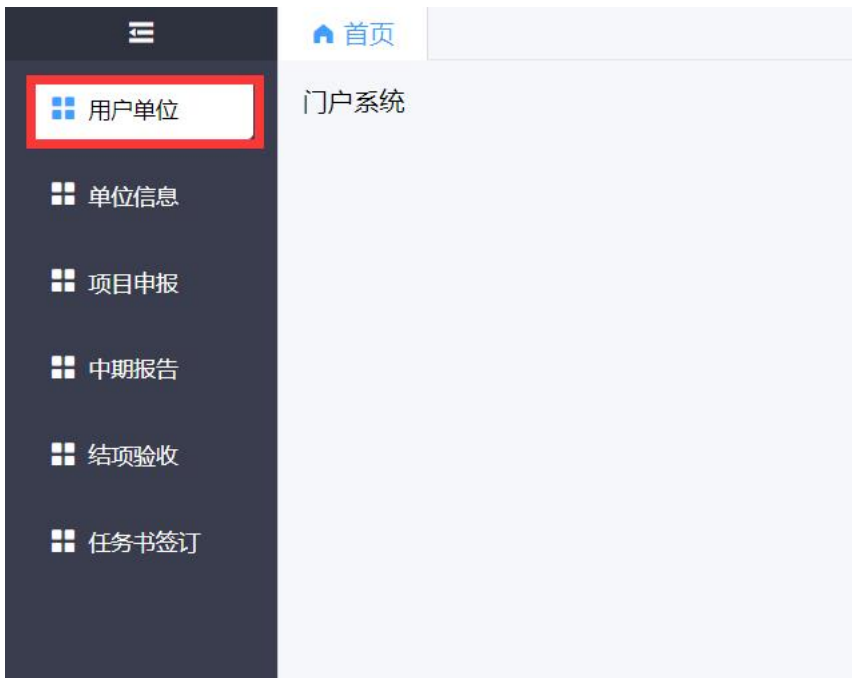 首页
用户单位
门户系统
单位信息
项目申报
中期报告
结项验收
任务书签订